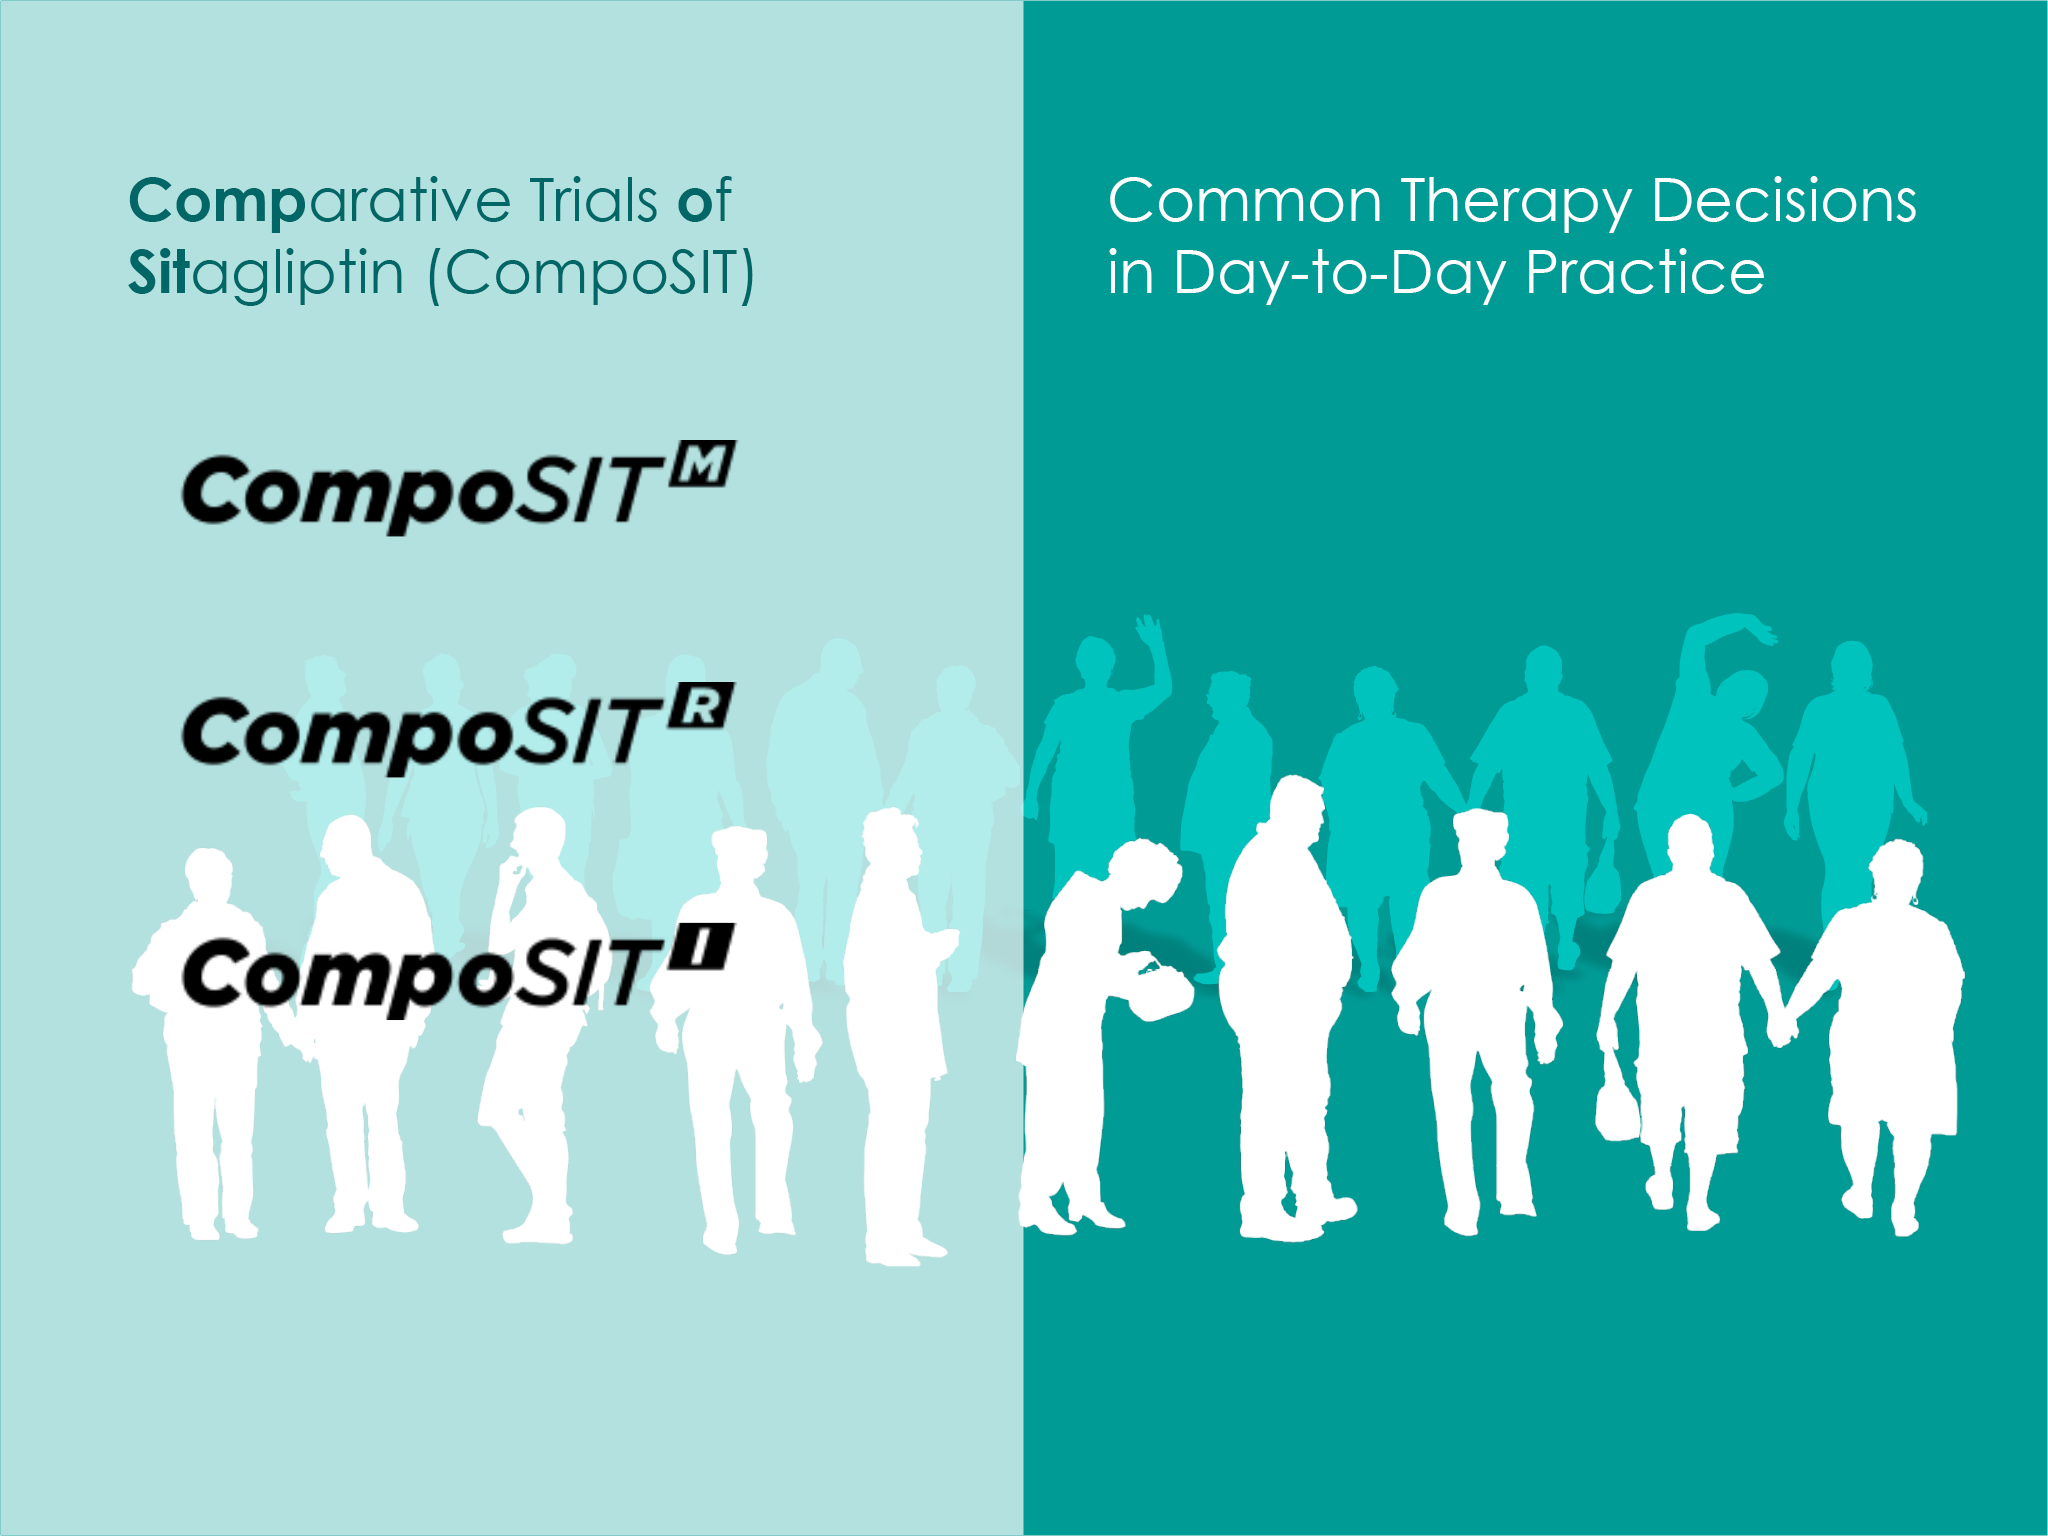 Comparative Trials of
Sitagliptin (CompoSIT)
CompoSIT M
CompoSIT R
CompoSIT I
Common Therapy Decisions
in Day-to-Day Practice